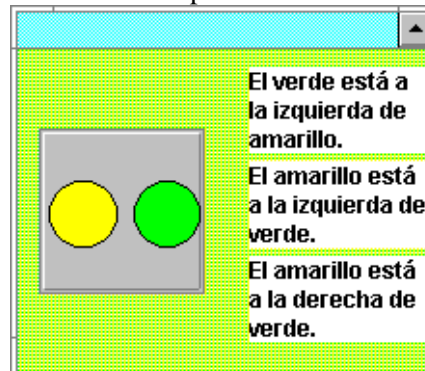 El verde está a
la izquierda de
amarillo.
El amarillo está
a la izquierda de
verde.
El amarillo está
a la derecha de
verde.